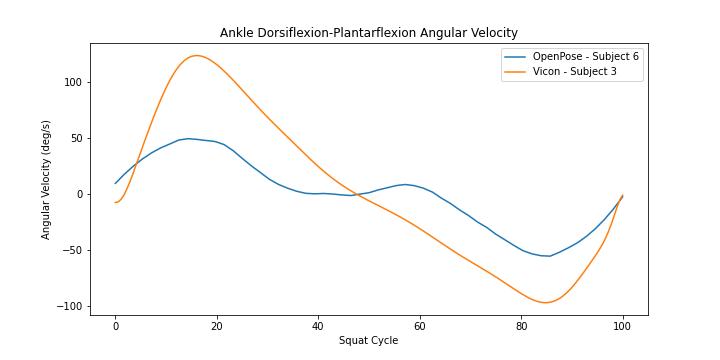 Ankle Dorsiflexion-Plantarflexion Angular Velocity
OpenPose - Subject 6
Vicon - Subject 3
Angular Velocity (deg/s)
100
50
0
−50
−100
0
20
40
60
80
100
Squat Cycle